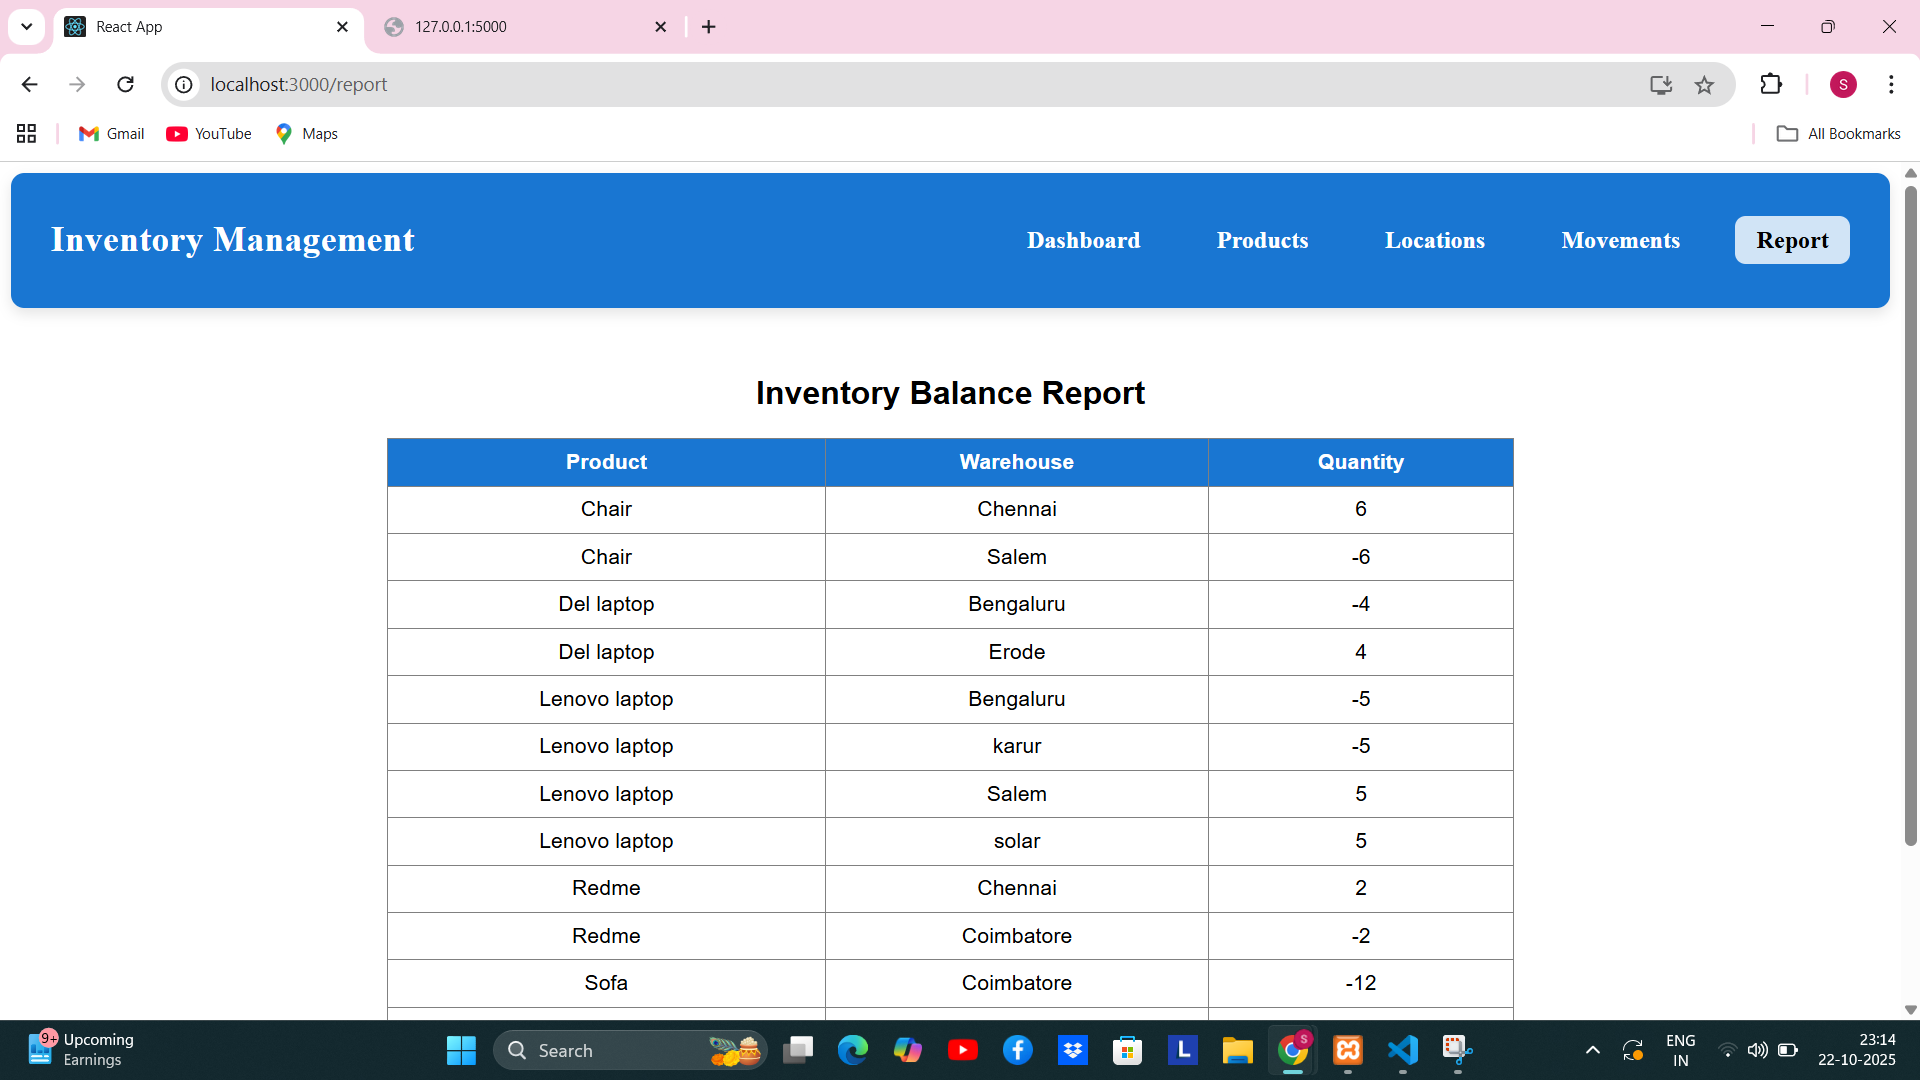 React App
127.0.0.1:5000
localhost:3000/report
S
Gmail
YouTube
Maps
All Bookmarks
Inventory Management
Dashboard
Products
Locations
Movements
Report
Inventory Balance Report
Product Warehouse Quantity
Chair Chennai 6
Chair Salem -6
Del laptop Bengaluru -4
Del laptop Erode 4
Lenovo laptop Bengaluru -5
Lenovo laptop karur -5
Lenovo laptop Salem 5
Lenovo laptop solar 5
Redme Chennai 2
Redme Coimbatore -2
Sofa Coimbatore -12
9+
Upcoming
Earnings
Search
L
S
ENG
IN
23:14
22-10-2025